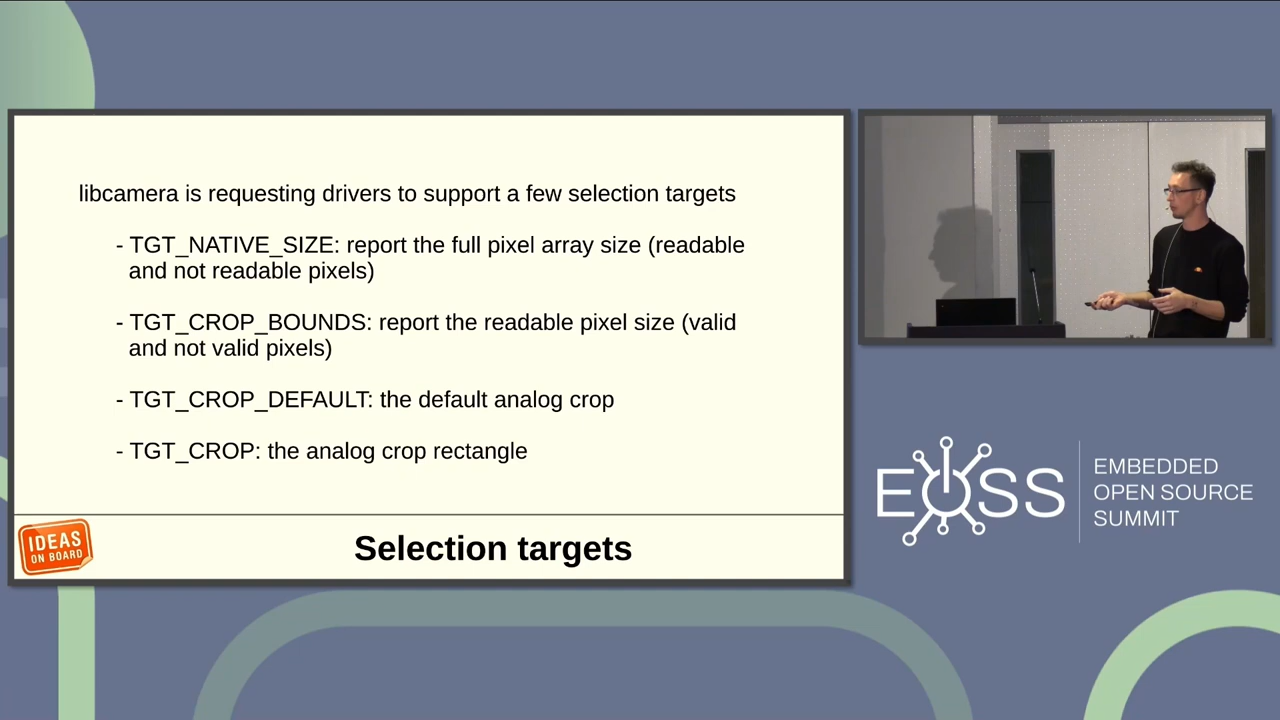 libcamera is requesting drivers to support a few selection targets
- TGT_NATIVE_SIZE: report the full pixel array size (readable
and not readable pixels)
- TGT_CROP_BOUNDS: report the readable pixel size (valid
and not valid pixels)
- TGT_CROP_DEFAULT: the default analog crop
- TGT_CROP: the analog crop rectangle
IDEAS
ON BOARD
Selection targets
EOSS
EMBEDDED
OPEN SOURCE
SUMMIT